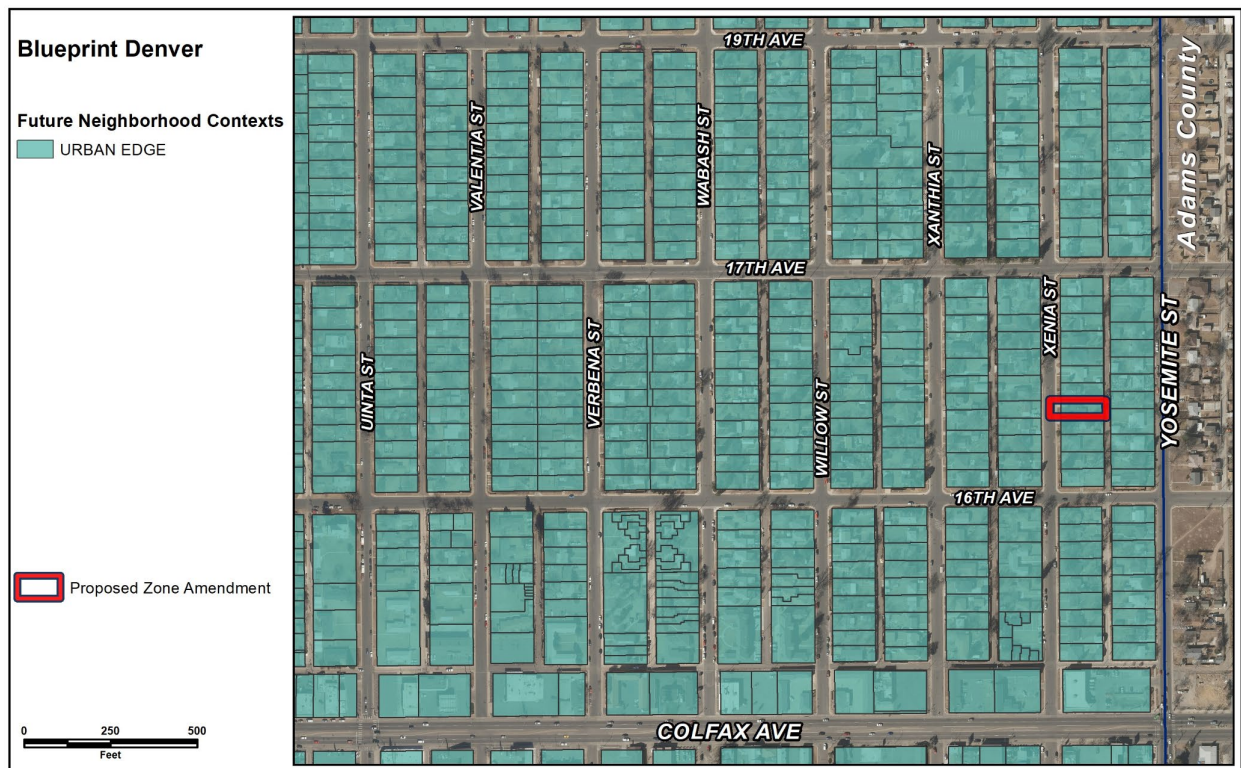 Blueprint Denver
Future Neighborhood Contexts
URBAN EDGE
Proposed Zone Amendment
0 250 500
Feet
19TH AVE
VALENTIA ST
WABASH ST
XANTHIA ST
Adams County
17TH AVE
UINTA ST
VERBENA ST
WILLOW ST
XENIA ST
YOSEMITE ST
16TH AVE
COLFAX AVE